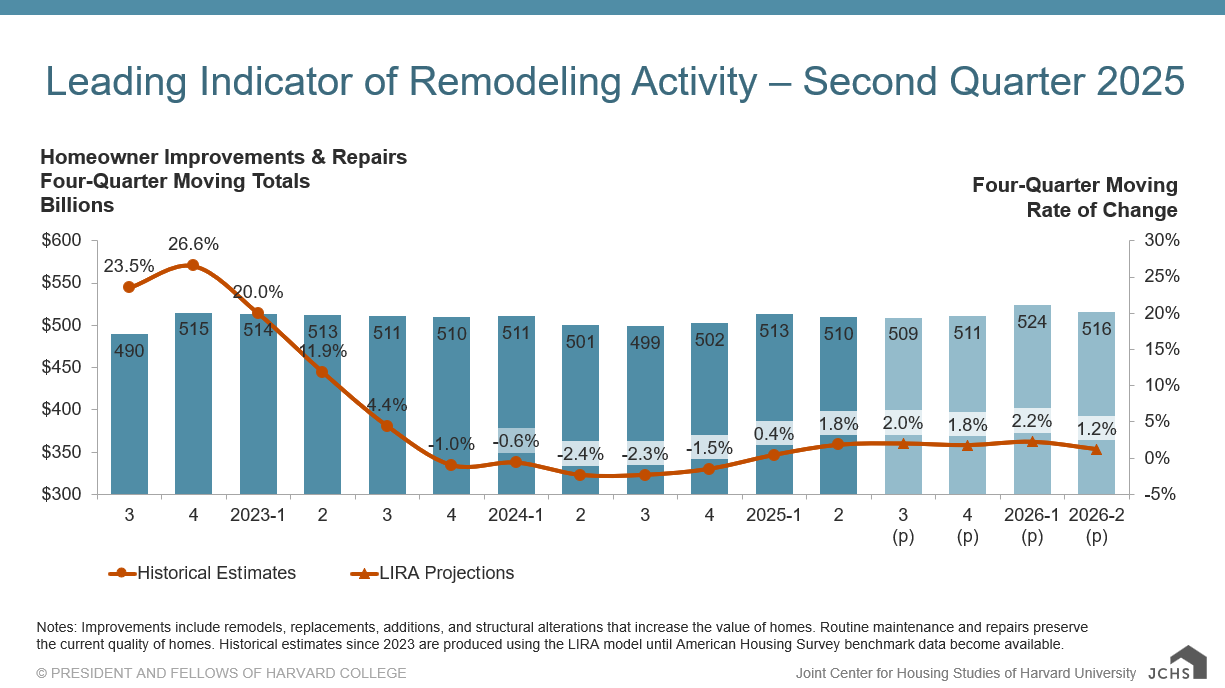 Leading Indicator of Remodeling Activity – Second Quarter 2025
Homeowner Improvements & Repairs
Four-Quarter Moving Totals
Billions
Four-Quarter Moving
Rate of Change
$600
$550
$500
$450
$400
$350
$300
30%
25%
20%
15%
10%
5%
0%
-5%
23.5% 26.6% 20.0% 11.9% 4.4% -1.0% -0.6% -2.4% -2.3% -1.5% 0.4% 1.8% 2.0% 1.8% 2.2% 1.2%
490 515 514 513 511 510 511 501 499 502 513 510 509 511 524 516
3 4 2023-1 2 3 4 2024-1 2 3 4 2025-1 2 3 4 2026-1 2026-2
(p) (p) (p) (p)
Historical Estimates LIRA Projections
Notes: Improvements include remodels, replacements, additions, and structural alterations that increase the value of homes. Routine maintenance and repairs preserve
the current quality of homes. Historical estimates since 2023 are produced using the LIRA model until American Housing Survey benchmark data become available.
© PRESIDENT AND FELLOWS OF HARVARD COLLEGE
Joint Center for Housing Studies of Harvard University JCHS